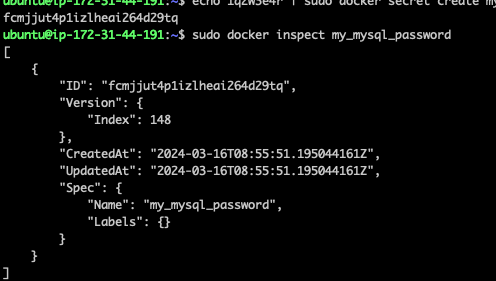 ubuntu@ip-172-31-44-191:~$ echo 1q2w3e4r | sudo docker secret create my
fcmjjut4p1izlheai264d29tq
ubuntu@ip-172-31-44-191:~$ sudo docker inspect my_mysql_password
[
    {
        "ID": "fcmjjut4p1izlheai264d29tq",
        "Version": {
            "Index": 148
        },
        "CreatedAt": "2024-03-16T08:55:51.195044161Z",
        "UpdatedAt": "2024-03-16T08:55:51.195044161Z",
        "Spec": {
            "Name": "my_mysql_password",
            "Labels": {}
        }
    }
]